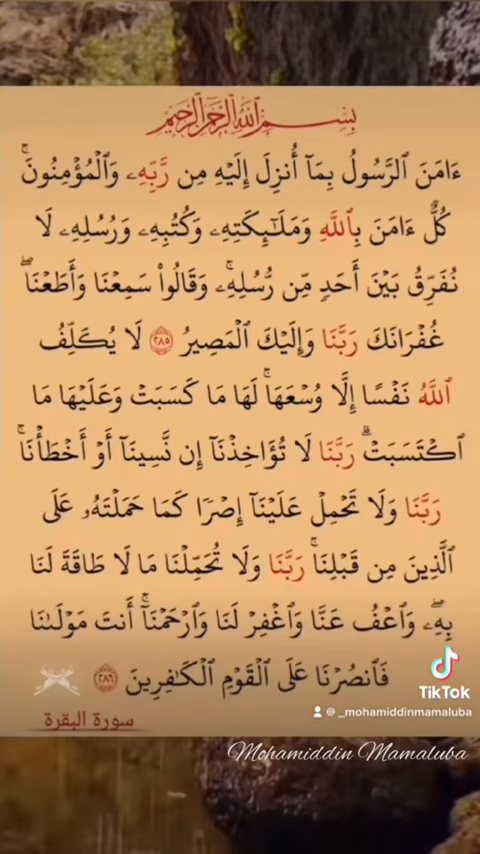 بِسْمِ ٱللَّهِ ٱلرَّحْمَٰنِ ٱلرَّحِيمِ
ءَامَنَ ٱلرَّسُولُ بِمَآ أُنزِلَ إِلَيْهِ مِن رَّبِّهِۦ وَٱلْمُؤْمِنُونَۚ
كُلٌّ ءَامَنَ بِٱللَّهِ وَمَلَٰٓئِكَتِهِۦ وَكُتُبِهِۦ وَرُسُلِهِۦ لَا
نُفَرِّقُ بَيْنَ أَحَدٍ مِّن رُّسُلِهِۦۚ وَقَالُوا۟ سَمِعْنَا وَأَطَعْنَاۖ
غُفْرَانَكَ رَبَّنَا وَإِلَيْكَ ٱلْمَصِيرُ ٢٨٥ لَا يُكَلِّفُ
ٱللَّهُ نَفْسًا إِلَّا وُسْعَهَاۚ لَهَا مَا كَسَبَتْ وَعَلَيْهَا مَا
ٱكْتَسَبَتْۗ رَبَّنَا لَا تُؤَاخِذْنَآ إِن نَّسِينَآ أَوْ أَخْطَأْنَاۚ
رَبَّنَا وَلَا تَحْمِلْ عَلَيْنَآ إِصْرًا كَمَا حَمَلْتَهُۥ عَلَى
ٱلَّذِينَ مِن قَبْلِنَاۚ رَبَّنَا وَلَا تُحَمِّلْنَا مَا لَا طَاقَةَ لَنَا
بِهِۦۖ وَٱعْفُ عَنَّا وَٱغْفِرْ لَنَا وَٱرْحَمْنَآۚ أَنتَ مَوْلَىٰنَا
فَٱنصُرْنَا عَلَى ٱلْقَوْمِ ٱلْكَٰفِرِينَ ٢٨٦
سورة البقرة
TikTok
@_mohamiddinmamaluba
Mohamiddin Mamaluba